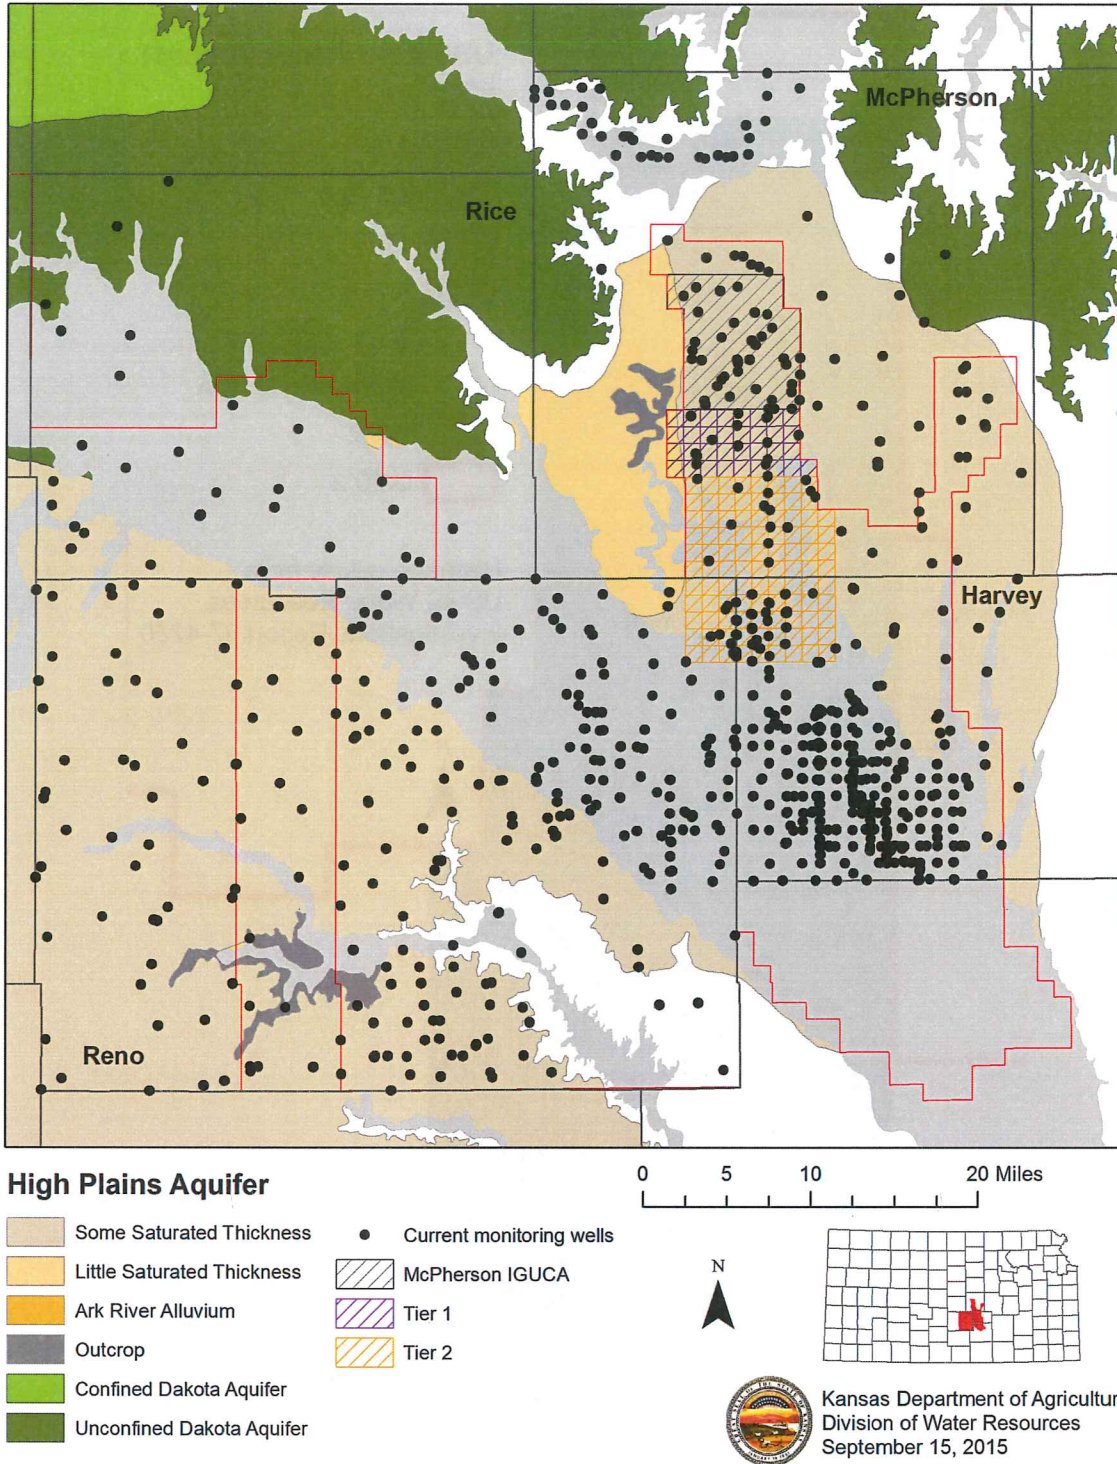 McPherson
Rice
Harvey
Reno
High Plains Aquifer
Some Saturated Thickness
Little Saturated Thickness
Ark River Alluvium
Outcrop
Confined Dakota Aquifer
Unconfined Dakota Aquifer
Current monitoring wells
McPherson IGUCA
Tier 1
Tier 2
0 5 10 20 Miles
N
Kansas Department of Agricultur
Division of Water Resources
September 15, 2015